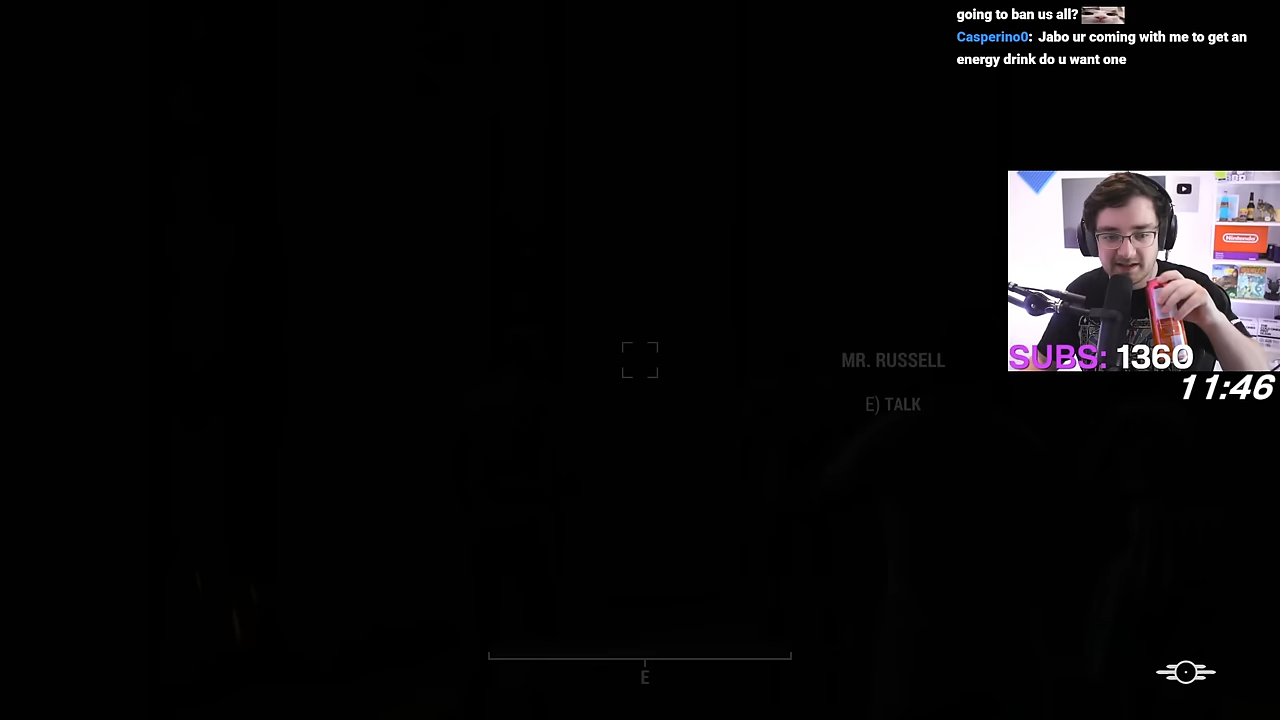 going to ban us all?
Casperino0: Jabo ur coming with me to get an
energy drink do u want one
Nintendo
SUBS: 1360
11:46
MR. RUSSELL
E) TALK
E